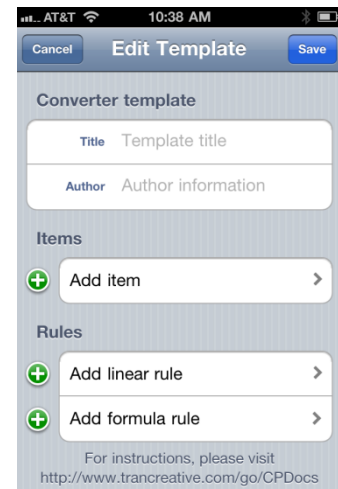 AT&T 10:38 AM
Cancel Edit Template Save
Converter template
Title Template title
Author Author information
Items
Add item
Rules
Add linear rule
Add formula rule
For instructions, please visit
http://www.trancreative.com/go/CPDocs